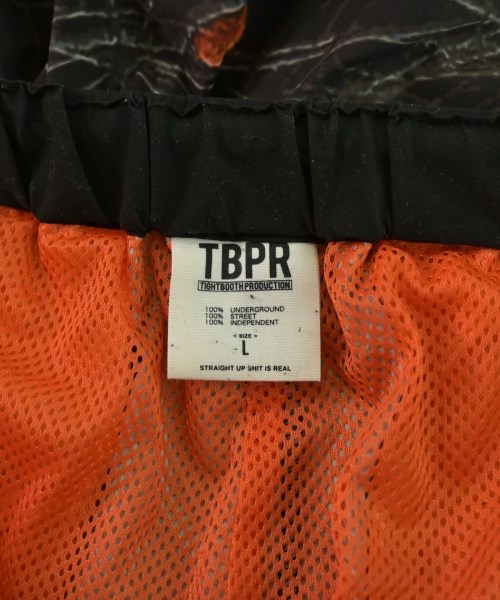 TBPR
TIGHTBOOTH PRODUCTION
100% UNDERGROUND
100% STREET
100% INDEPENDENT
< SIZE >
L
STRAIGHT UP SHIT IS REAL